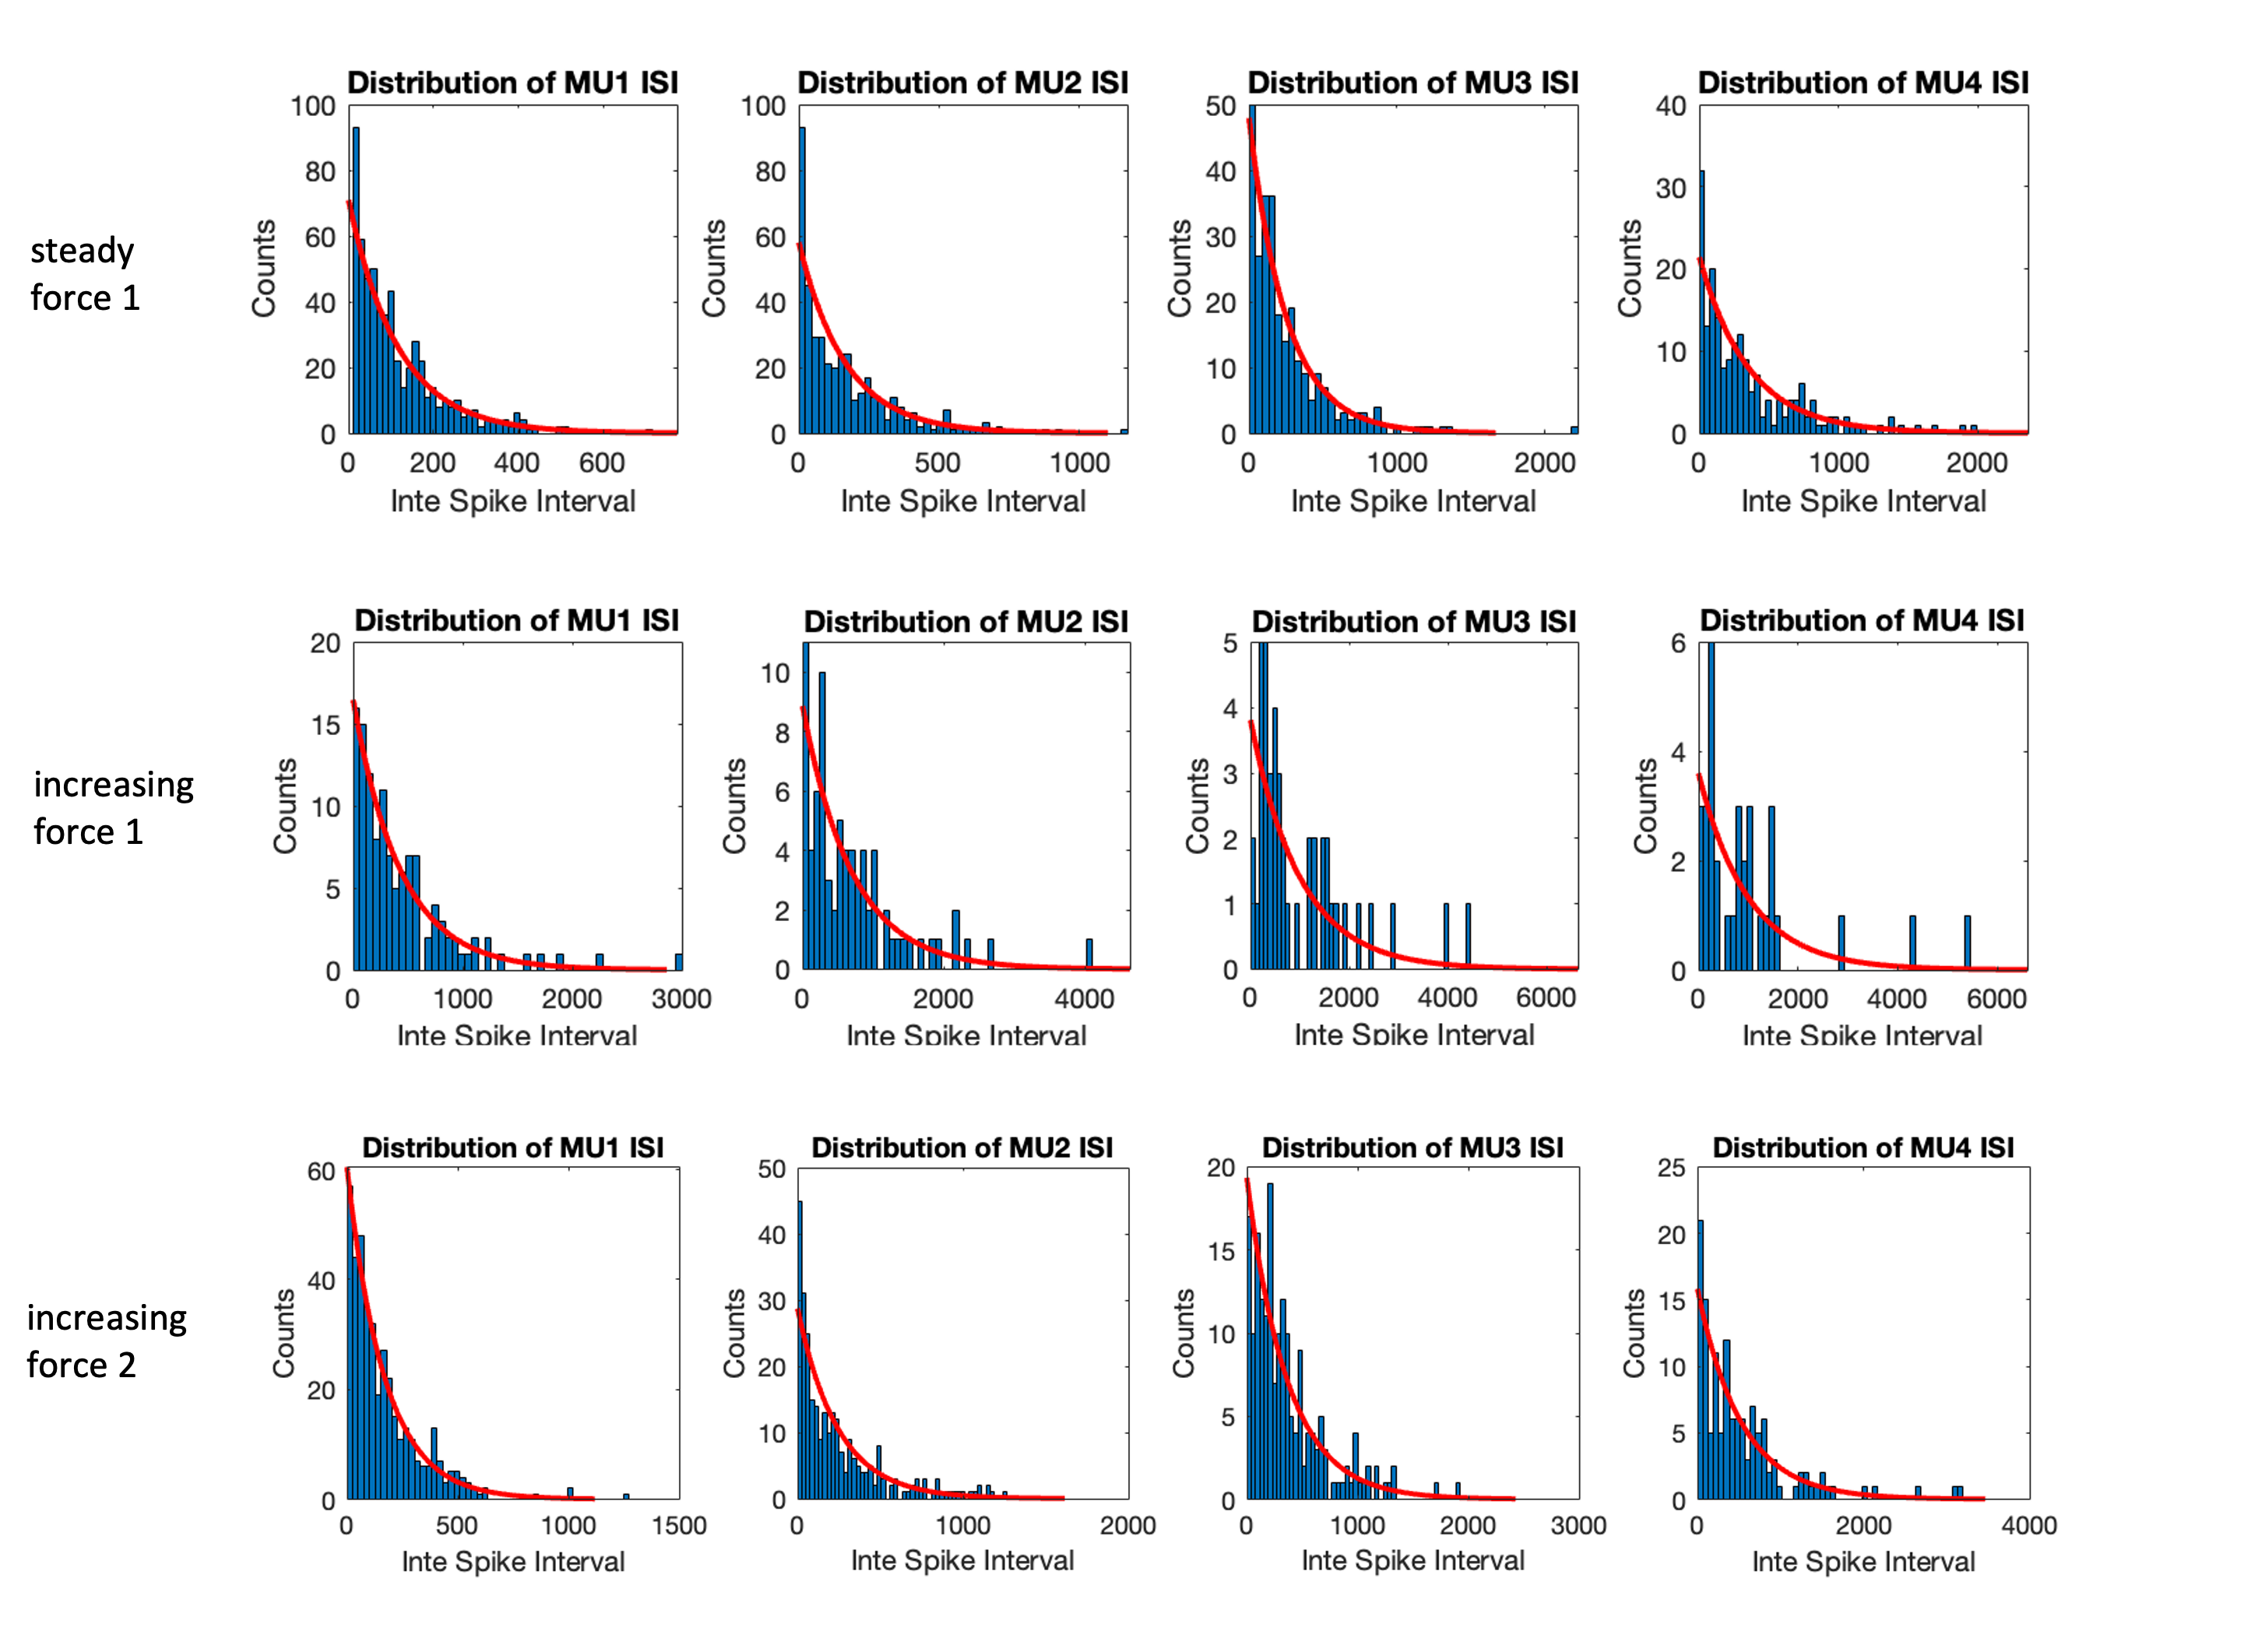 Distribution of MU1 ISI
Distribution of MU2 ISI
Distribution of MU3 ISI
Distribution of MU4 ISI
steady
force 1
Counts
100
80
60
40
20
0
0 200 400 600
Inte Spike Interval
Counts
100
80
60
40
20
0
0 500 1000
Inte Spike Interval
Counts
50
40
30
20
10
0
0 1000 2000
Inte Spike Interval
Counts
40
30
20
10
0
0 1000 2000
Inte Spike Interval
Distribution of MU1 ISI
Distribution of MU2 ISI
Distribution of MU3 ISI
Distribution of MU4 ISI
increasing
force 1
Counts
20
15
10
5
0
0 1000 2000 3000
Inte Spike Interval
Counts
10
8
6
4
2
0
0 2000 4000
Inte Spike Interval
Counts
5
4
3
2
1
0
0 2000 4000 6000
Inte Spike Interval
Counts
6
4
2
0
0 2000 4000 6000
Inte Spike Interval
Distribution of MU1 ISI
Distribution of MU2 ISI
Distribution of MU3 ISI
Distribution of MU4 ISI
increasing
force 2
Counts
60
40
20
0
0 500 1000 1500
Inte Spike Interval
Counts
50
40
30
20
10
0
0 1000 2000
Inte Spike Interval
Counts
20
15
10
5
0
0 1000 2000 3000
Inte Spike Interval
Counts
25
20
15
10
5
0
0 2000 4000
Inte Spike Interval